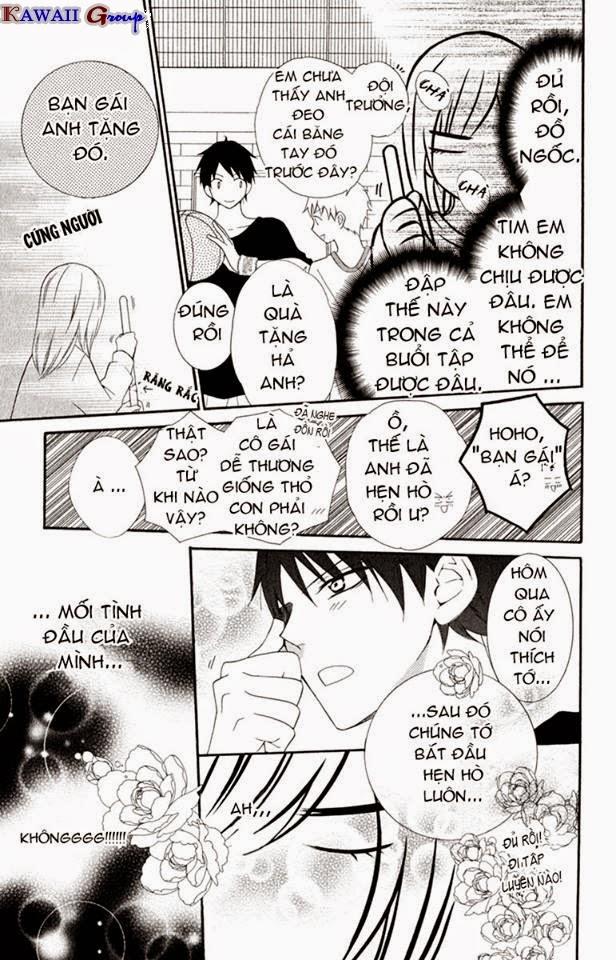 KAWAII Group
ĐỦ
RỒI,
ĐỒ
NGỐC.
TIM EM
KHÔNG
CHỊU ĐƯỢC
ĐÂU. EM
KHÔNG
THỂ ĐỂ
NÓ ...
CHÀ
CHÀ
ĐẬP
THẾ NÀY
TRONG CẢ
BUỔI TẬP
ĐƯỢC ĐÂU.
ĐỘI
TRƯỞNG,
EM CHƯA
THẤY ANH
ĐEO
CÁI BĂNG
TAY ĐÓ
TRƯỚC ĐÂY?
LÀ
QUÀ
TẶNG
HẢ
ANH?
ĐÚNG
RỒI
BẠN GÁI
ANH TẶNG
ĐÓ.
CỨNG NGƯỜI
RĂNG RẮC
HOHO,
"BẠN GÁI"
Á?
Ồ,
THẾ LÀ
ANH ĐÃ
HẸN HÒ
RỒI Ư?
ĐÃ NGHE
ĐỒN RỒI
LÀ
CÔ GÁI
DỄ THƯƠNG
GIỐNG THỎ
CON PHẢI
KHÔNG?
THẬT
SAO?
TỪ
KHI NÀO
VẬY?
À ...
HÔM
QUA
CÔ ẤY
NÓI
THÍCH
TỚ...
...SAU ĐÓ
CHÚNG TỚ
BẮT ĐẦU
HẸN HÒ
LUÔN...
... MỐI TÌNH
ĐẦU CỦA
MÌNH...
ĐỦ RỒI!
ĐI TẬP
LUYỆN NÀO!
AH,,,
KHÔNGGGG!!!!!!